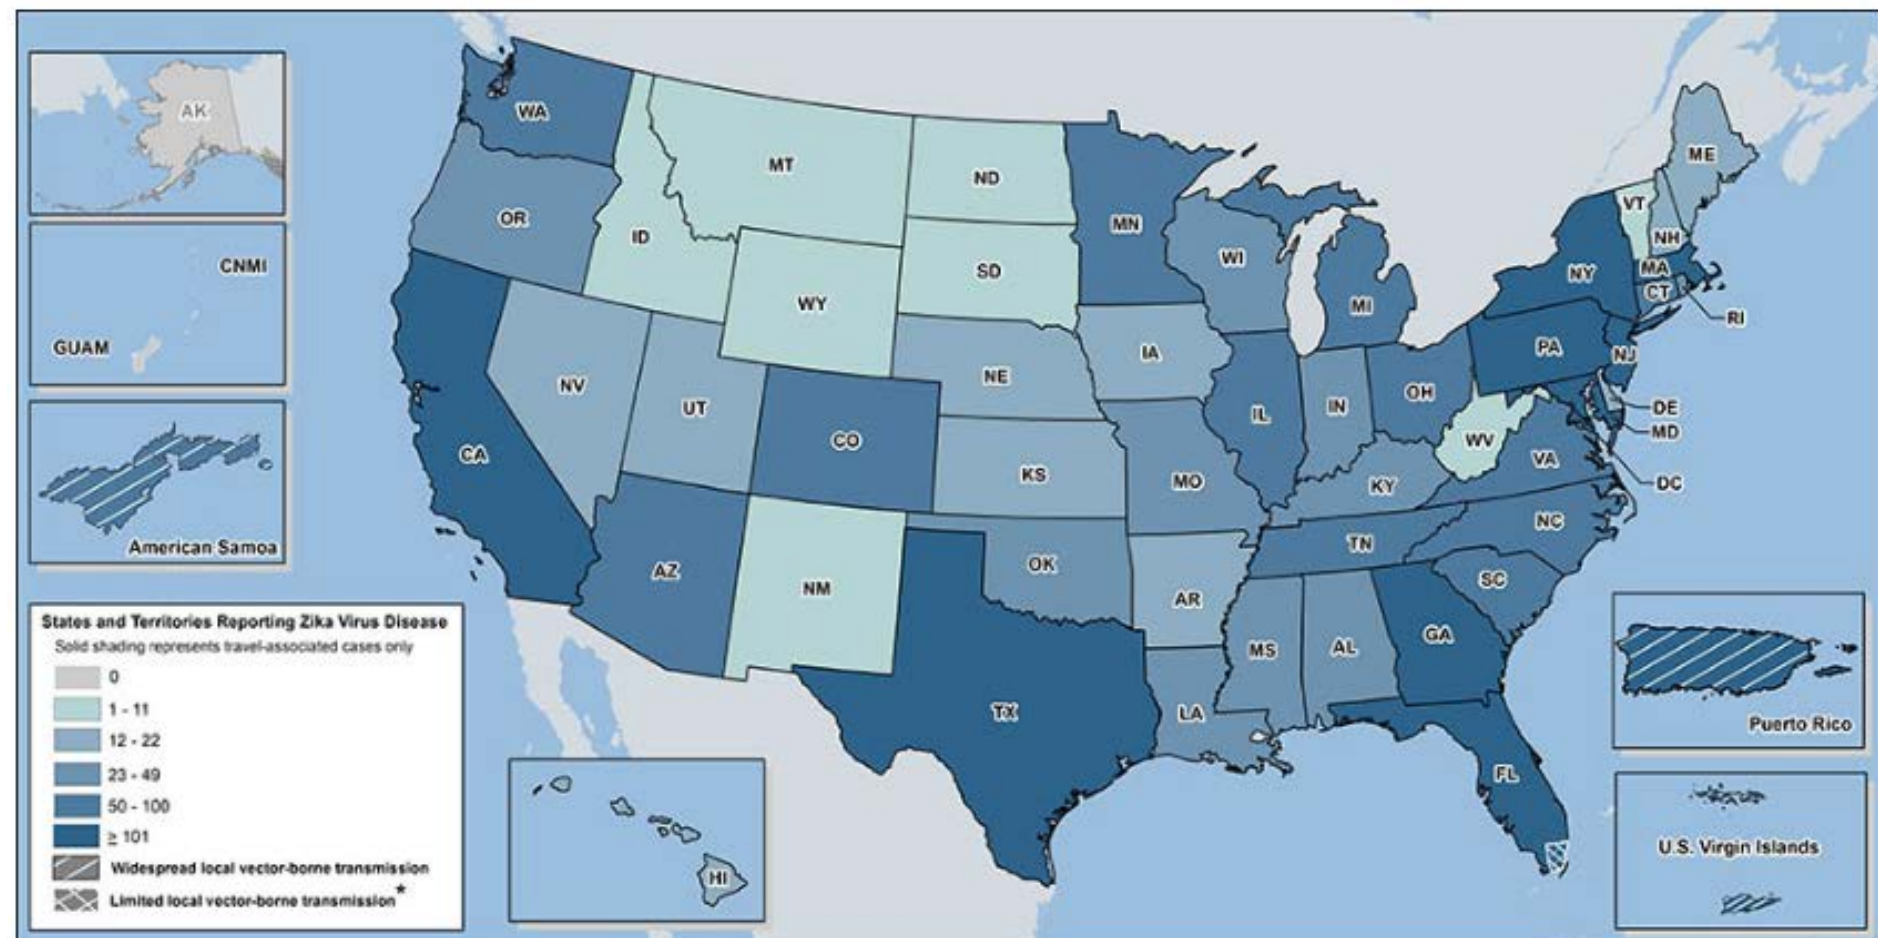 AK
CNMI
GUAM
American Samoa
States and Territories Reporting Zika Virus Disease
Solid shading represents travel-associated cases only
0
1 - 11
12 - 22
23 - 49
50 - 100
≥ 101
Widespread local vector-borne transmission
Limited local vector-borne transmission*
WA
OR
ID
MT
ND
SD
WY
MN
WI
MI
ME
VT
NH
NY
MA
CT
RI
PA
NJ
NV
UT
CO
NE
IA
IL
IN
OH
WV
DE
MD
DC
VA
CA
KS
MO
KY
NC
TN
SC
AZ
NM
OK
AR
MS
AL
GA
TX
LA
FL
HI
Puerto Rico
U.S. Virgin Islands